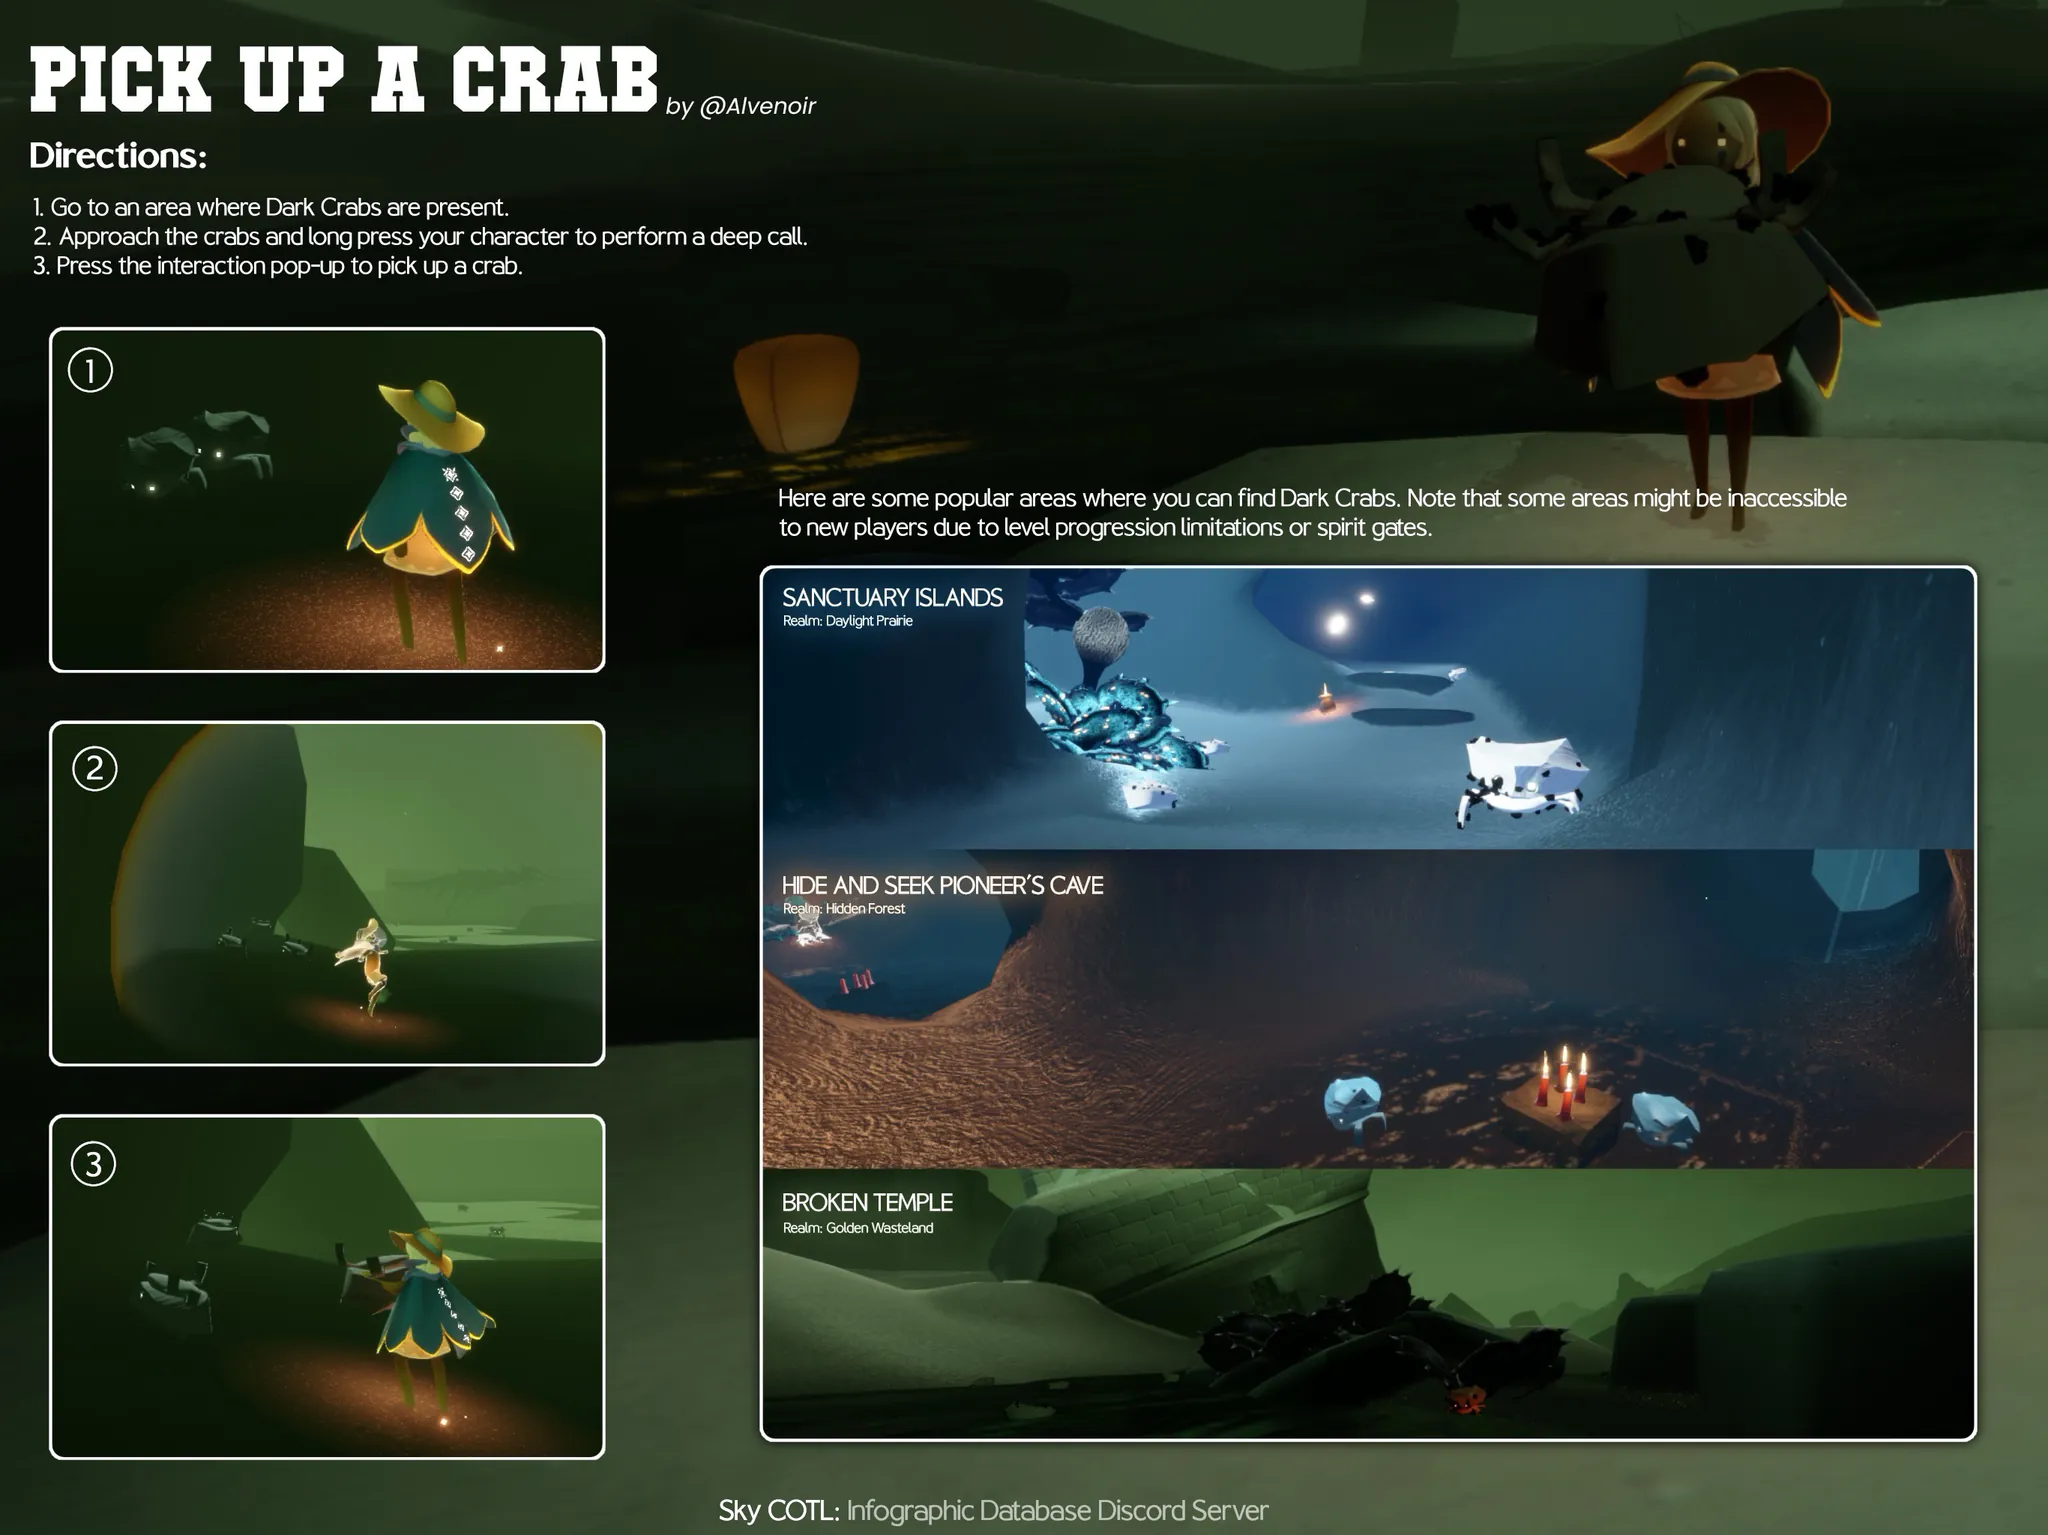 PICK UP A CRAB by @Alvenoir
Directions:
1. Go to an area where Dark Crabs are present.
2. Approach the crabs and long press your character to perform a deep call.
3. Press the interaction pop-up to pick up a crab.
1
2
3
Here are some popular areas where you can find Dark Crabs. Note that some areas might be inaccessible
to new players due to level progression limitations or spirit gates.
SANCTUARY ISLANDS
Realm: Daylight Prairie
HIDE AND SEEK PIONEER'S CAVE
Realm: Hidden Forest
BROKEN TEMPLE
Realm: Golden Wasteland
Sky COTL: Infographic Database Discord Server